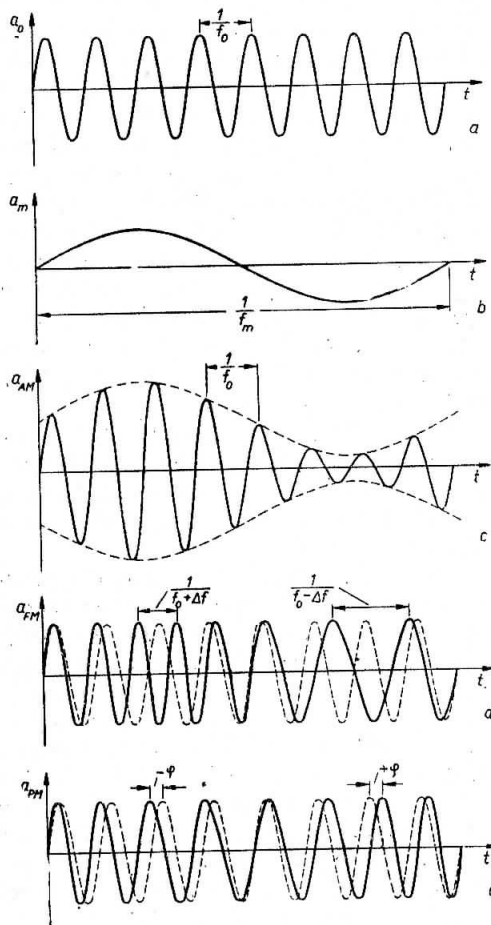 a₀
1/f₀
t
a
aₘ
1/fₘ
t
b
a_AM
1/f₀
t
c
a_FM
1/(f₀+Δf)
1/(f₀−Δf)
t
a_PM
−φ
+φ
t